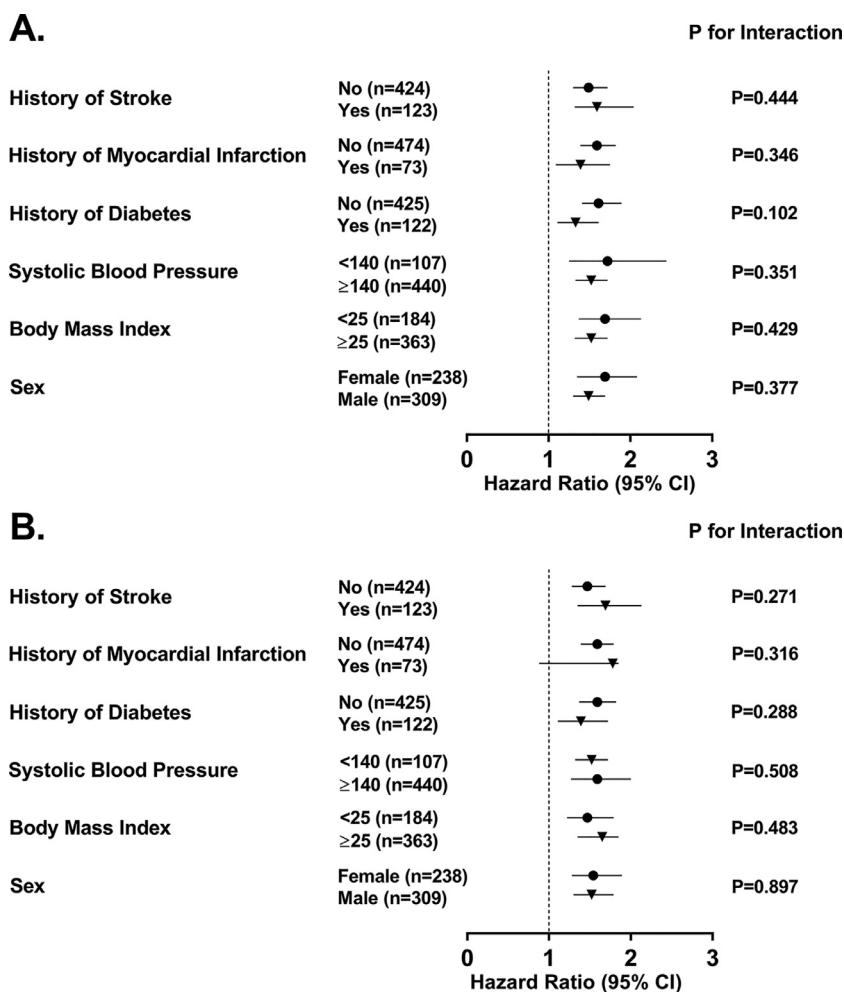 A.
P for Interaction
History of Stroke
No (n=424)
Yes (n=123)
P=0.444
History of Myocardial Infarction
No (n=474)
Yes (n=73)
P=0.346
History of Diabetes
No (n=425)
Yes (n=122)
P=0.102
Systolic Blood Pressure
<140 (n=107)
≥140 (n=440)
P=0.351
Body Mass Index
<25 (n=184)
≥25 (n=363)
P=0.429
Sex
Female (n=238)
Male (n=309)
P=0.377
0 1 2 3
Hazard Ratio (95% CI)
B.
P for Interaction
History of Stroke
No (n=424)
Yes (n=123)
P=0.271
History of Myocardial Infarction
No (n=474)
Yes (n=73)
P=0.316
History of Diabetes
No (n=425)
Yes (n=122)
P=0.288
Systolic Blood Pressure
<140 (n=107)
≥140 (n=440)
P=0.508
Body Mass Index
<25 (n=184)
≥25 (n=363)
P=0.483
Sex
Female (n=238)
Male (n=309)
P=0.897
0 1 2 3
Hazard Ratio (95% CI)